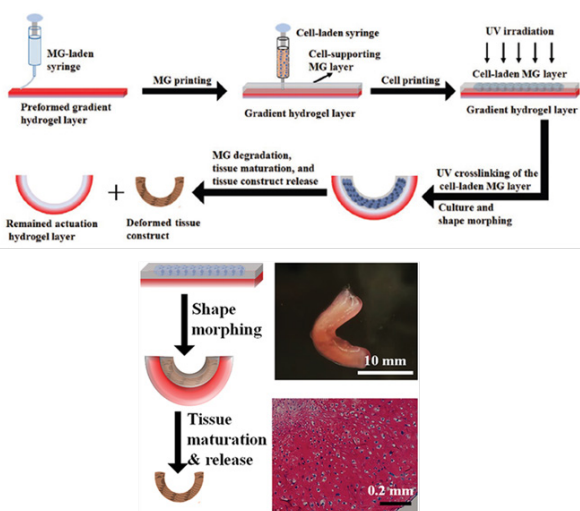 MG-laden
syringe
Preformed gradient
hydrogel layer
MG printing
Cell-laden syringe
Cell-supporting
MG layer
Gradient hydrogel layer
Cell printing
UV irradiation
Cell-laden MG layer
Gradient hydrogel layer
UV crosslinking of the
cell-laden MG layer
Culture and
shape morphing
MG degradation,
tissue maturation, and
tissue construct release
+
Deformed tissue
construct
Remained actuation
hydrogel layer
Shape
morphing
Tissue
maturation
& release
10 mm
0.2 mm